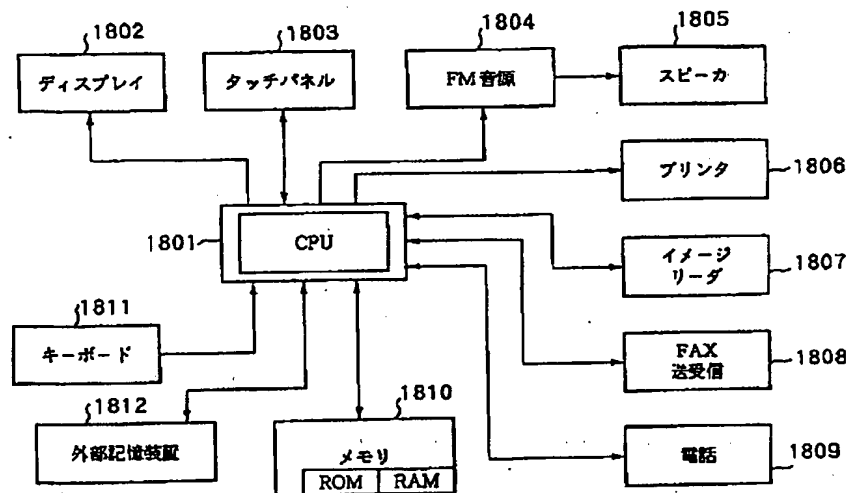 1802
1803
1804
1805
ディスプレイ
タッチパネル
FM音源
スピーカ
プリンタ
1806
1801
CPU
イメージ
リーダ
1807
1811
キーボード
FAX
送受信
1808
1812
外部記憶装置
1810
メモリ
ROM
RAM
電話
1809